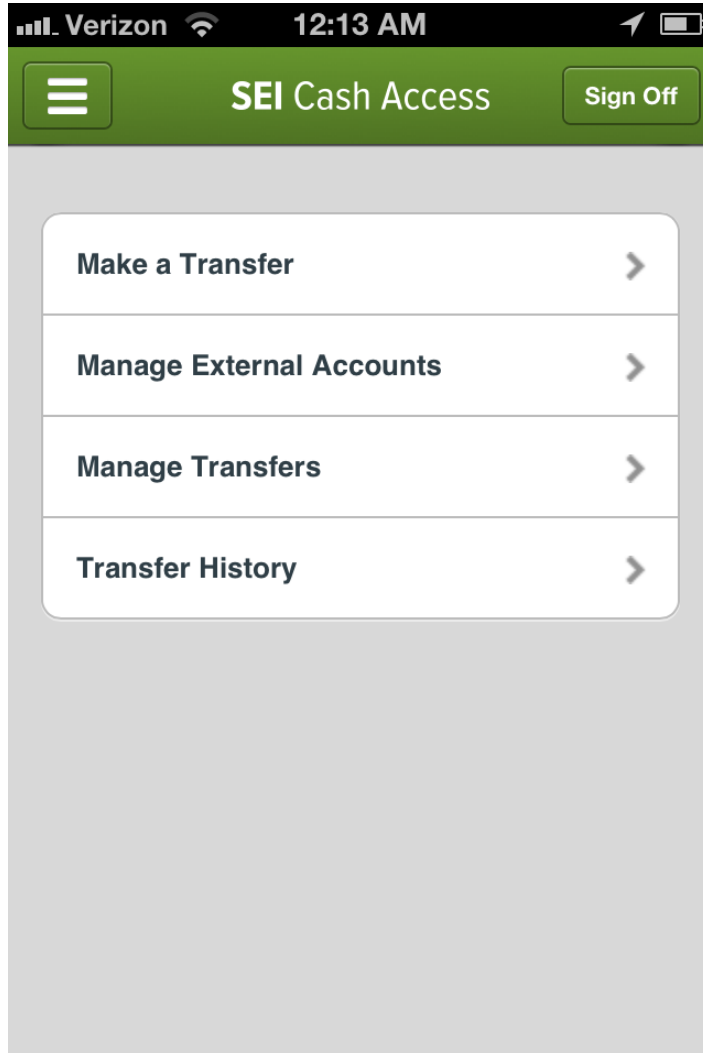 Verizon 12:13 AM
SEI Cash Access Sign Off
Make a Transfer
Manage External Accounts
Manage Transfers
Transfer History